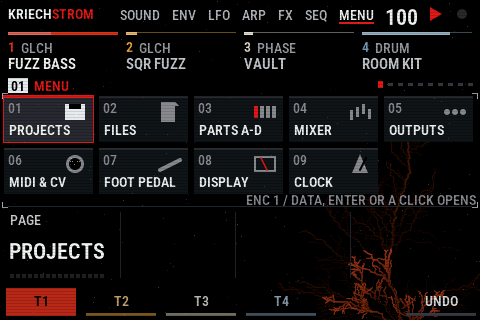 KRIECHSTROM SOUND ENV LFO ARP FX SEQ MENU 100
1 GLCH 2 GLCH 3 PHASE 4 DRUM
FUZZ BASS SQR FUZZ VAULT ROOM KIT
01 MENU
01 02 03 04 05
PROJECTS FILES PARTS A-D MIXER OUTPUTS
06 07 08 09
MIDI & CV FOOT PEDAL DISPLAY CLOCK
ENC 1 / DATA, ENTER OR A CLICK OPENS
PAGE
PROJECTS
T1 T2 T3 T4 UNDO